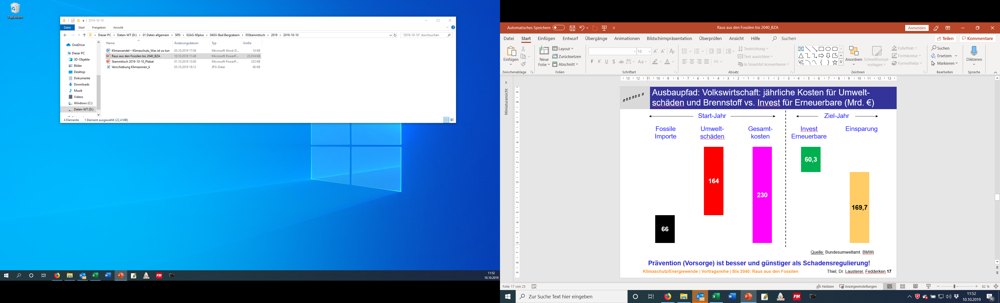 Papierkorb
2019-10-10
Datei Start Freigeben Ansicht
Dieser PC Daten-WT (D:) 01 Daten allgemein SPD 02AG-60plus 04GV-Bad Bergzabern 05Stammtisch 2019 2019-10-10
"2019-10-10" durchsuchen
OneDrive
Dieser PC
3D-Objekte
Bilder
Desktop
Dokumente
Downloads
Musik
Videos
Windows (C:)
Daten-WT (D:)
Name Änderungsdatum Typ Größe
Klimawandel – Klimaschutz_Was ist zu tun 05.10.2019 17:58 Microsoft Word-D... 14 KB
Raus aus den Fossilen bis 2040_BZA 10.10.2019 11:49 Microsoft PowerP... 23.014 KB
Stammtisch 2019-10-10_Plakat 01.10.2019 13:00 Microsoft PowerP... 233 KB
Verschiebung Klimazonen_k 05.10.2019 18:12 JPG-Datei 46 KB
4 Elemente 1 Element ausgewählt (22,4 MB)
11:52
10.10.2019
Automatisches Speichern
Raus aus den Fossilen bis 2040_BZA
Anmelden
Datei Start Einfügen Entwurf Übergänge Animationen Bildschirmpräsentation Überprüfen Ansicht Hilfe Suchen
Teilen Kommentare
Einfügen
Zwischenablage
Neue
Folie
Layout
Zurücksetzen
Abschnitt
Folien
18
F K U S ab AV Aa A
Schriftart
Textrichtung
Text ausrichten
In SmartArt konvertieren
Absatz
Anordnen
Schnellformat-
vorlagen
Fülleffekt
Formkontur
Formeffekte
Zeichnen
Suchen
Ersetzen
Markieren
Bearbeiten
Diktieren
Sprache
Miniaturansicht
Ausbaupfad: Volkswirtschaft: jährliche Kosten für Umwelt-
schäden und Brennstoff vs. Invest für Erneuerbare (Mrd. €)
Start-Jahr Ziel-Jahr
Fossile
Importe
Umwelt-
schäden
Gesamt-
kosten
Invest
Erneuerbare
Einsparung
66
164
230
60,3
169,7
Quelle: Bundesumweltamt. BMWi
Prävention (Vorsorge) ist besser und günstiger als Schadensregulierung!
Klimaschutz/Energiewende | Vortragsreihe | Bis 2040: Raus aus den Fossilen
Thiel, Dr. Lausterer, Fedderken 17
Folie 17 von 25
Notizen Anzeigeeinstellungen 82 %
Zur Suche Text hier eingeben
11:52
10.10.2019